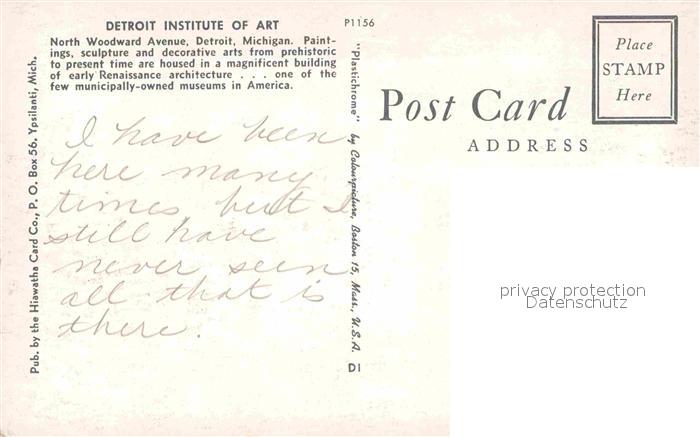 DETROIT INSTITUTE OF ART
North Woodward Avenue, Detroit, Michigan. Paint-
ings, sculpture and decorative arts from prehistoric
to present time are housed in a magnificent building
of early Renaissance architecture . . . one of the
few municipally-owned museums in America.
I have been
here many
times but I
still have
never seen
all that is
there.
Pub. by the Hiawatha Card Co., P. O. Box 56, Ypsilanti, Mich.
P1156
"Plastichrome" by Colourpicture, Boston 15, Mass., U.S.A.
D1
Post Card
ADDRESS
Place
STAMP
Here
privacy protection
Datenschutz